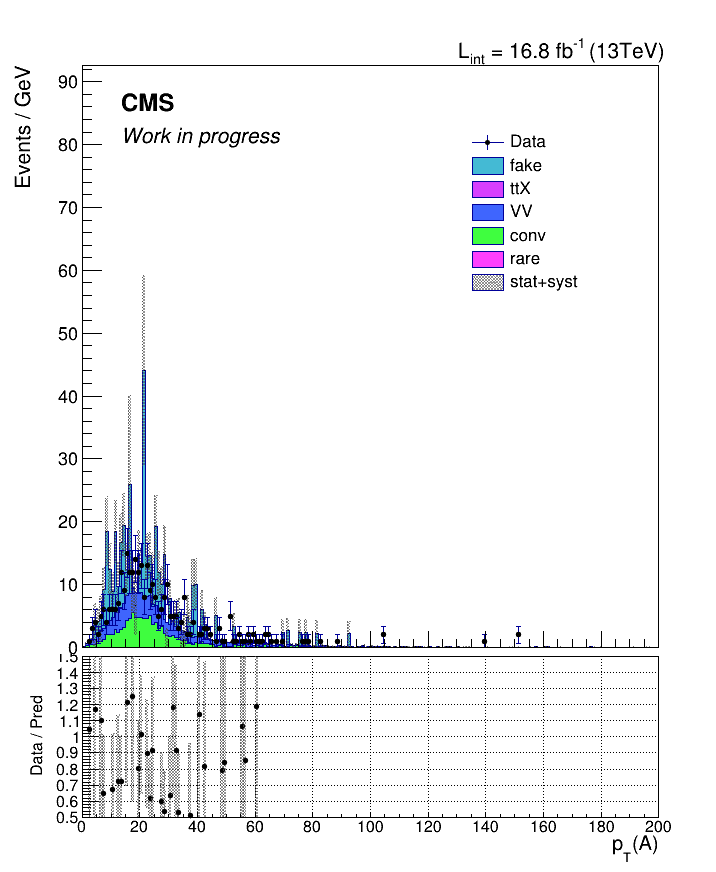 L_int = 16.8 fb^-1 (13TeV)
Events / GeV
CMS
Work in progress
Data
fake
ttX
VV
conv
rare
stat+syst
90
80
70
60
50
40
30
20
10
0
Data / Pred
1.5
1.4
1.3
1.2
1.1
1
0.9
0.8
0.7
0.6
0.5
0 20 40 60 80 100 120 140 160 180 200
p_T(A)